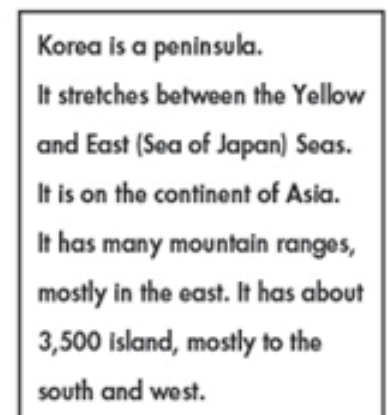 Korea is a peninsula.
It stretches between the Yellow
and East (Sea of Japan) Seas.
It is on the continent of Asia.
It has many mountain ranges,
mostly in the east. It has about
3,500 island, mostly to the
south and west.